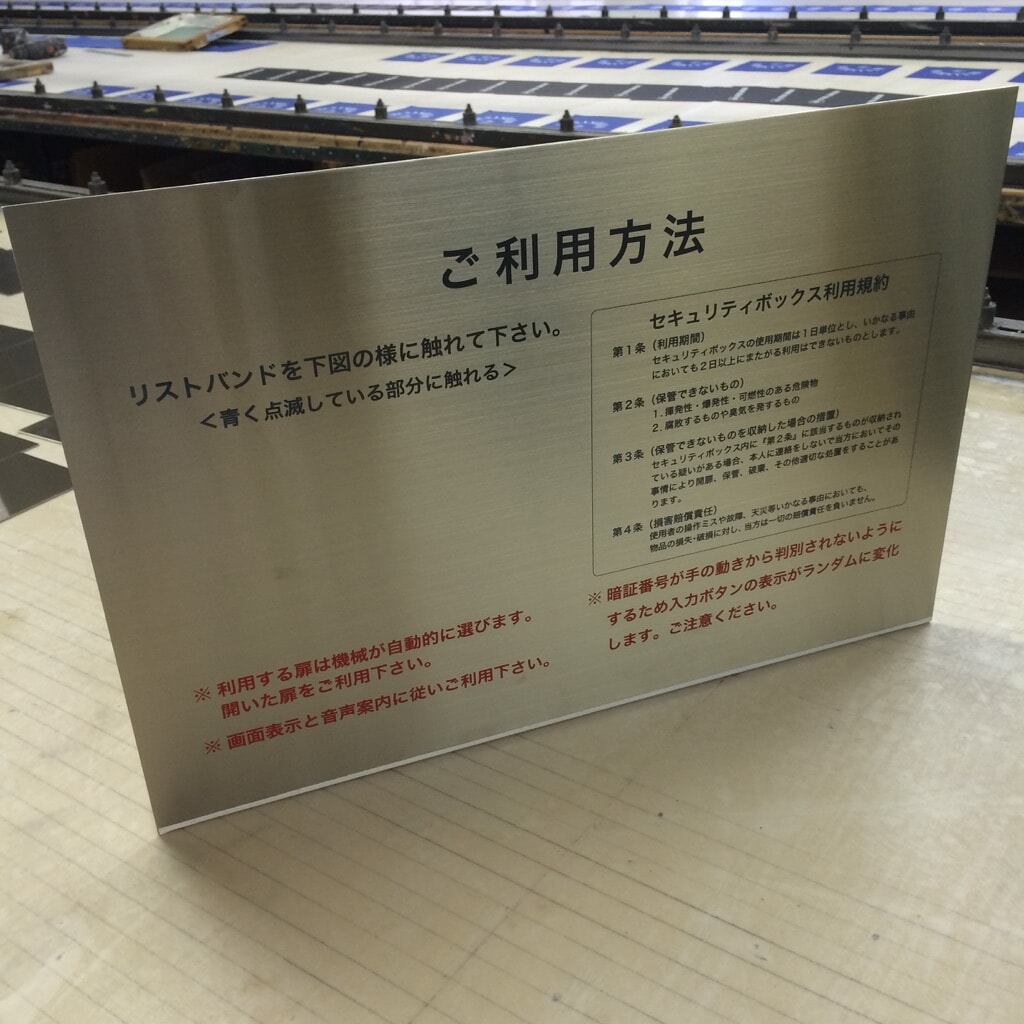 ご利用方法
リストバンドを下図の様に触れて下さい。
＜青く点滅している部分に触れる＞
※ 利用する扉は機械が自動的に選びます。
開いた扉をご利用下さい。
※ 画面表示と音声案内に従いご利用下さい。
セキュリティボックス利用規約
第1条（利用期間）
セキュリティボックスの使用期間は1日単位とし、いかなる事由
においても2日以上にまたがる利用はできないものとします。
第2条（保管できないもの）
1. 揮発性・爆発性・可燃性のある危険物
2. 腐敗するものや臭気を発するもの
第3条（保管できないものを収納した場合の措置）
セキュリティボックス内に『第2条』に該当するものが収納され
ている疑いがある場合、本人に連絡をしないで当方においてその
事情により開扉、保管、破棄、その他適切な処置をすることがあ
ります。
第4条（損害賠償責任）
使用者の操作ミスや故障、天災等いかなる事由においても、
物品の損失・破損に対し、当方は一切の賠償責任を負いません。
※ 暗証番号が手の動きから判別されないように
するため入力ボタンの表示がランダムに変化
します。ご注意ください。